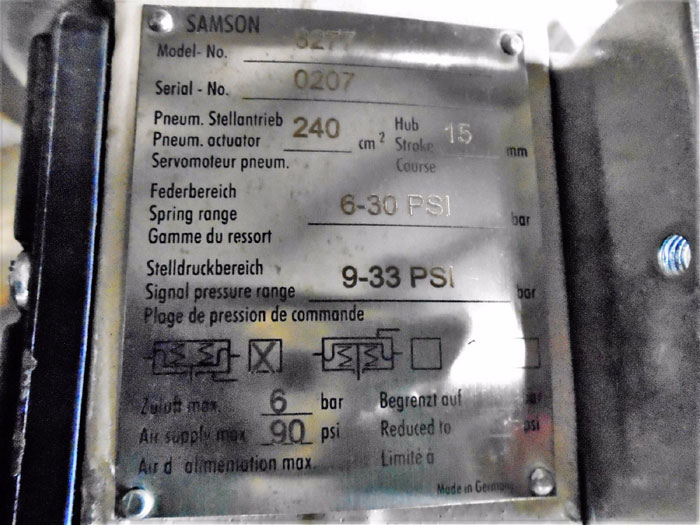 SAMSON
Model- No. 3277
Serial - No. 0207
Pneum. Stellantrieb
Pneum. actuator 240 cm²
Servomoteur pneum.
Hub
Stroke 15 mm
Course
Federbereich
Spring range 6-30 PSI bar
Gamme du ressort
Stelldruckbereich
Signal pressure range 9-33 PSI bar
Plage de pression de commande
Zuluft max. 6 bar Begrenzt auf bar
Air supply max 90 psi Reduced to psi
Air d'alimentation max. Limité à
Made in Germany